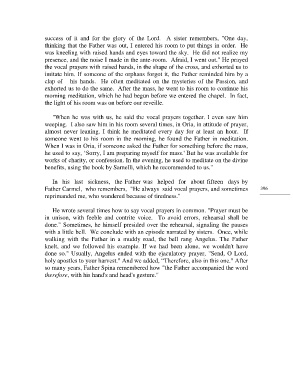 success of it and for the glory of the Lord. A sister remembers, "One day,
thinking that the Father was out, I entered his room to put things in order. He
was kneeling with raised hands and eyes toward the sky. He did not realize my
presence, and the noise I made in the ante-room. Afraid, I went out." He prayed
the vocal prayers with raised hands, in the shape of the cross, and exhorted us to
imitate him. If someone of the orphans forgot it, the Father reminded him by a
clap of his hands. He often meditated on the mysteries of the Passion, and
exhorted us to do the same. After the mass, he went to his room to continue his
morning meditation, which he had begun before we entered the chapel. In fact,
the light of his room was on before our reveille.
"When he was with us, he said the vocal prayers together. I even saw him
weeping. I also saw him in his room several times, in Oria, in attitude of prayer,
almost never leaning. I think he meditated every day for at least an hour. If
someone went to his room in the morning, he found the Father in meditation.
When I was in Oria, if someone asked the Father for something before the mass,
he used to say, 'Sorry, I am preparing myself for mass.' But he was available for
works of charity, or confession. In the evening, he used to meditate on the divine
benefits, using the book by Sarnelli, which he recommended to us."
In his last sickness, the Father was helped for about fifteen days by
Father Carmel, who remembers, "He always said vocal prayers, and sometimes
reprimanded me, who wandered because of tiredness."
396
He wrote several times how to say vocal prayers in common. "Prayer must be
in unison, with feeble and contrite voice. To avoid errors, rehearsal shall be
done." Sometimes, he himself presided over the rehearsal, signaling the pauses
with a little bell. We conclude with an episode narrated by sisters. Once, while
walking with the Father in a muddy road, the bell rang Angelus. The Father
knelt, and we followed his example. If we had been alone, we wouldn't have
done so." Usually, Angelus ended with the ejaculatory prayer, "Send, O Lord,
holy apostles to your harvest." And we added, "Therefore, also in this one." After
so many years, Father Spina remembered how "the Father accompanied the word
therefore, with his hand's and head's gesture."